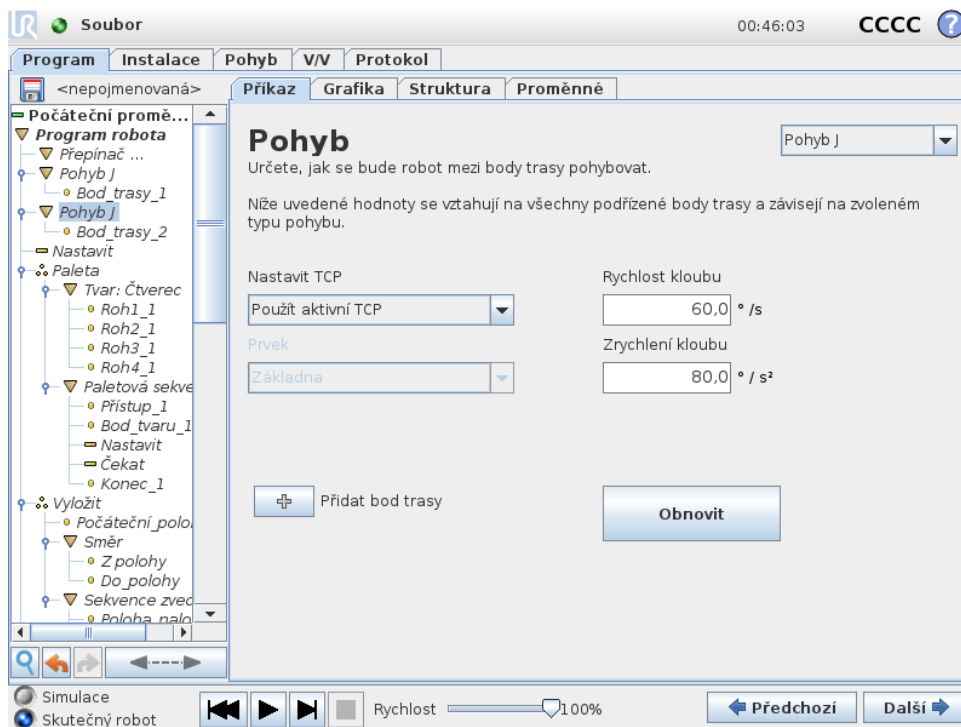 UR Soubor 00:46:03 CCCC ?
Program Instalace Pohyb V/V Protokol
<nepojmenovaná> Příkaz Grafika Struktura Proměnné
Počáteční promě...
Program robota
Přepínač ...
Pohyb J
Bod_trasy_1
Pohyb J
Bod_trasy_2
Nastavit
Paleta
Tvar: Čtverec
Roh1_1
Roh2_1
Roh3_1
Roh4_1
Paletová sekve
Přístup_1
Bod_tvaru_1
Nastavit
Čekat
Konec_1
Vyložit
Počáteční_polo
Směr
Z polohy
Do_polohy
Sekvence zved
Poloha_nalo
Pohyb
Pohyb J
Určete, jak se bude robot mezi body trasy pohybovat.
Níže uvedené hodnoty se vztahují na všechny podřízené body trasy a závisejí na zvoleném
typu pohybu.
Nastavit TCP
Použít aktivní TCP
Prvek
Základna
Rychlost kloubu
60,0 ° /s
Zrychlení kloubu
80,0 ° / s²
Přidat bod trasy
Obnovit
Simulace
Skutečný robot
Rychlost 100%
Předchozí
Další